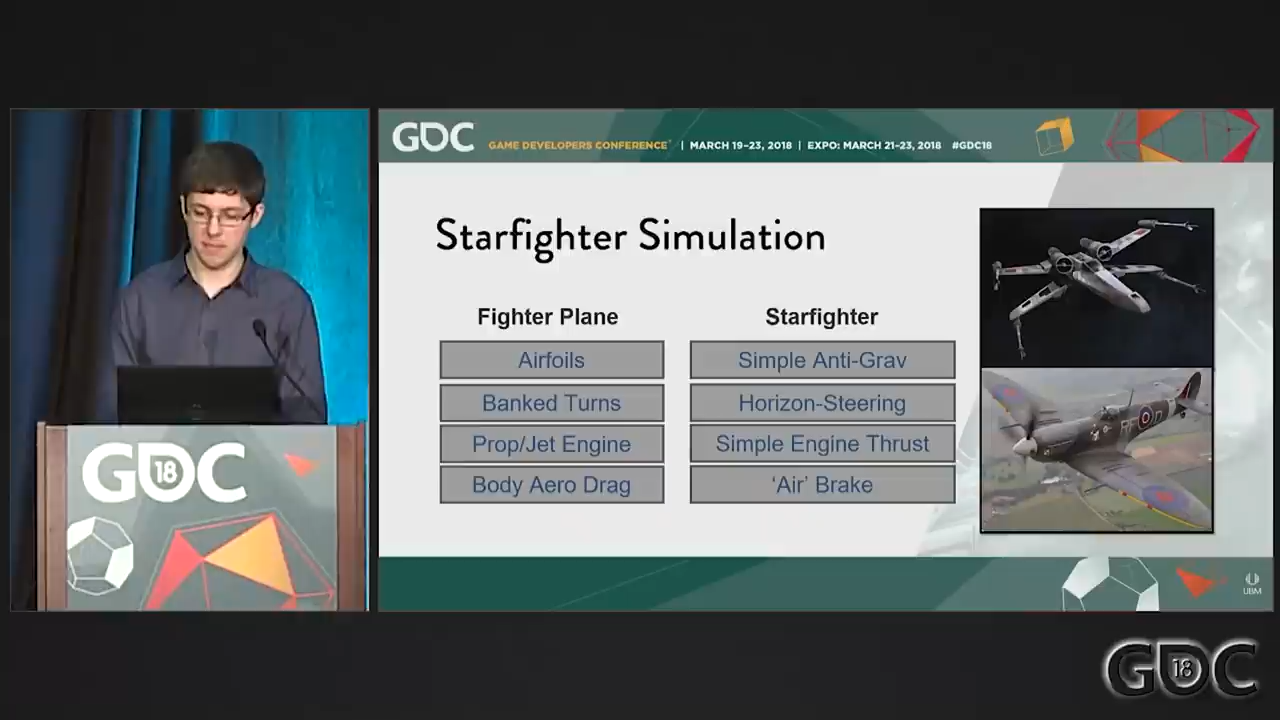 GDC
GAME DEVELOPERS CONFERENCE | MARCH 19–23, 2018 | EXPO: MARCH 21–23, 2018 #GDC18
Starfighter Simulation
Fighter Plane Starfighter
Airfoils Simple Anti-Grav
Banked Turns Horizon-Steering
Prop/Jet Engine Simple Engine Thrust
Body Aero Drag ‘Air’ Brake
RF D
GDC 18
UBM
GDC 18